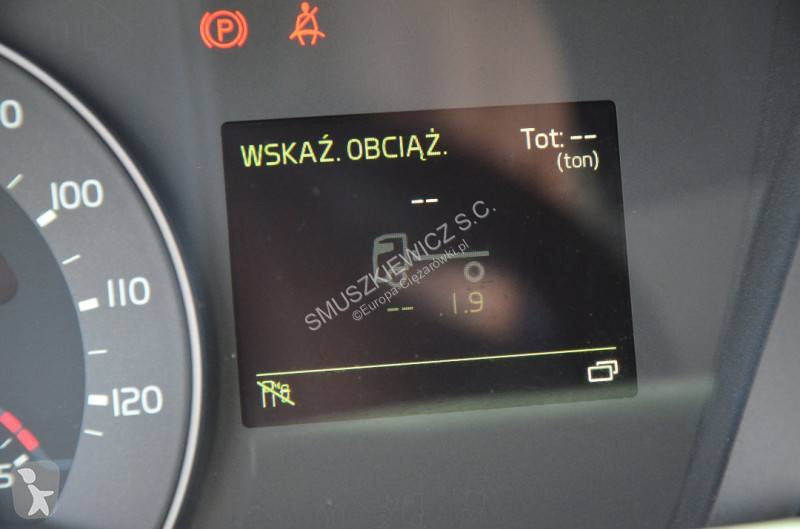 P
WSKAŹ. OBCIĄŻ.
Tot: --
(ton)
--
-- 1.9
100
110
120
SMUSZKIEWICZ S.C.
©Europa-Ciężarówki.pl